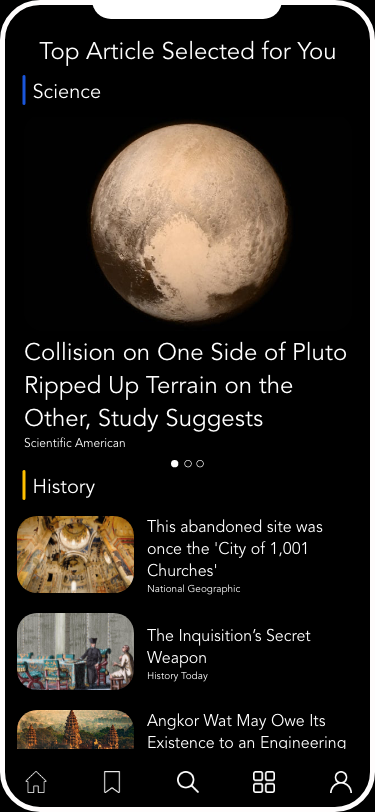 Top Article Selected for You
Science
Collision on One Side of Pluto
Ripped Up Terrain on the
Other, Study Suggests
Scientific American
History
This abandoned site was
once the 'City of 1,001
Churches'
National Geographic
The Inquisition’s Secret
Weapon
History Today
Angkor Wat May Owe Its
Existence to an Engineering